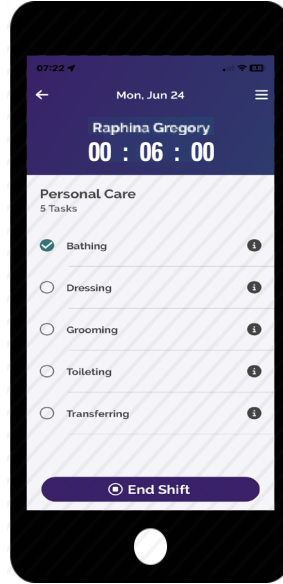 07:22
Mon, Jun 24
Raphina Gregory
00 : 06 : 00
Personal Care
5 Tasks
Bathing
Dressing
Grooming
Toileting
Transferring
End Shift